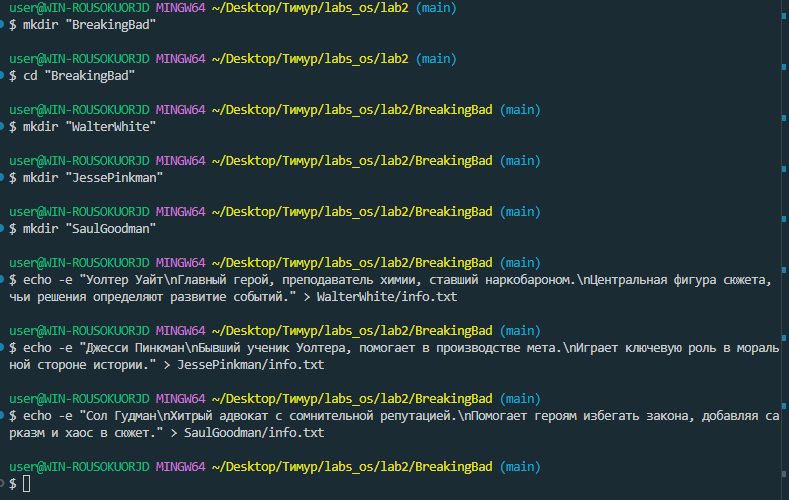 user@WIN-ROUSOKUORJD MINGW64 ~/Desktop/Тимур/labs_os/lab2 (main)
$ mkdir "BreakingBad"
user@WIN-ROUSOKUORJD MINGW64 ~/Desktop/Тимур/labs_os/lab2 (main)
$ cd "BreakingBad"
user@WIN-ROUSOKUORJD MINGW64 ~/Desktop/Тимур/labs_os/lab2/BreakingBad (main)
$ mkdir "WalterWhite"
user@WIN-ROUSOKUORJD MINGW64 ~/Desktop/Тимур/labs_os/lab2/BreakingBad (main)
$ mkdir "JessePinkman"
user@WIN-ROUSOKUORJD MINGW64 ~/Desktop/Тимур/labs_os/lab2/BreakingBad (main)
$ mkdir "SaulGoodman"
user@WIN-ROUSOKUORJD MINGW64 ~/Desktop/Тимур/labs_os/lab2/BreakingBad (main)
$ echo -e "Уолтер Уайт\nГлавный герой, преподаватель химии, ставший наркобароном.\nЦентральная фигура сюжета,
чьи решения определяют развитие событий." > WalterWhite/info.txt
user@WIN-ROUSOKUORJD MINGW64 ~/Desktop/Тимур/labs_os/lab2/BreakingBad (main)
$ echo -e "Джесси Пинкман\nБывший ученик Уолтера, помогает в производстве мета.\nИграет ключевую роль в мораль
ной стороне истории." > JessePinkman/info.txt
user@WIN-ROUSOKUORJD MINGW64 ~/Desktop/Тимур/labs_os/lab2/BreakingBad (main)
$ echo -e "Сол Гудман\nХитрый адвокат с сомнительной репутацией.\nПомогает героям избегать закона, добавляя са
рказм и хаос в сюжет." > SaulGoodman/info.txt
user@WIN-ROUSOKUORJD MINGW64 ~/Desktop/Тимур/labs_os/lab2/BreakingBad (main)
$